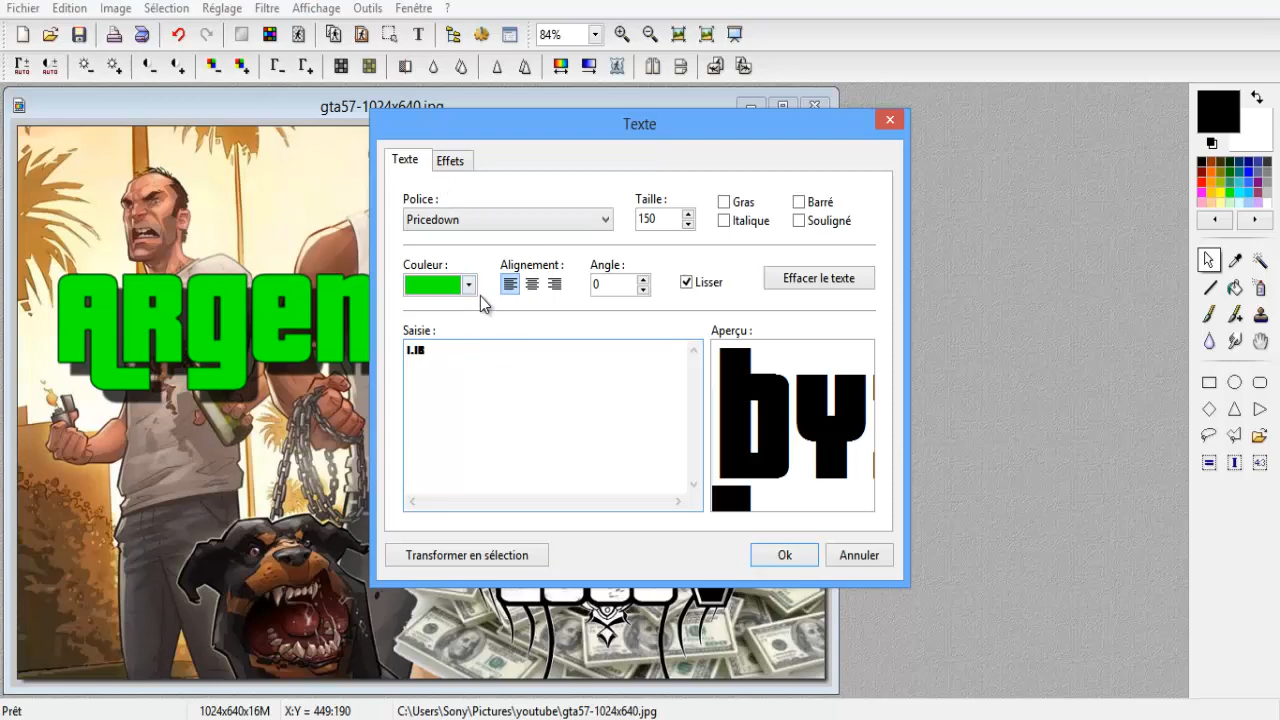 Fichier Edition Image Sélection Réglage Filtre Affichage Outils Fenêtre ?
T 84%
AUTO AUTO
gta57-1024x640.jpg
Texte
Texte Effets
Police : Taille : Gras Barré
Pricedown 150 Italique Souligné
Couleur : Alignement : Angle :
0 Lisser Effacer le texte
Saisie : Aperçu :
by
Argen
Transformer en sélection Ok Annuler
Prêt 1024x640x16M X:Y = 449:190 C:\Users\Sony\Pictures\youtube\gta57-1024x640.jpg